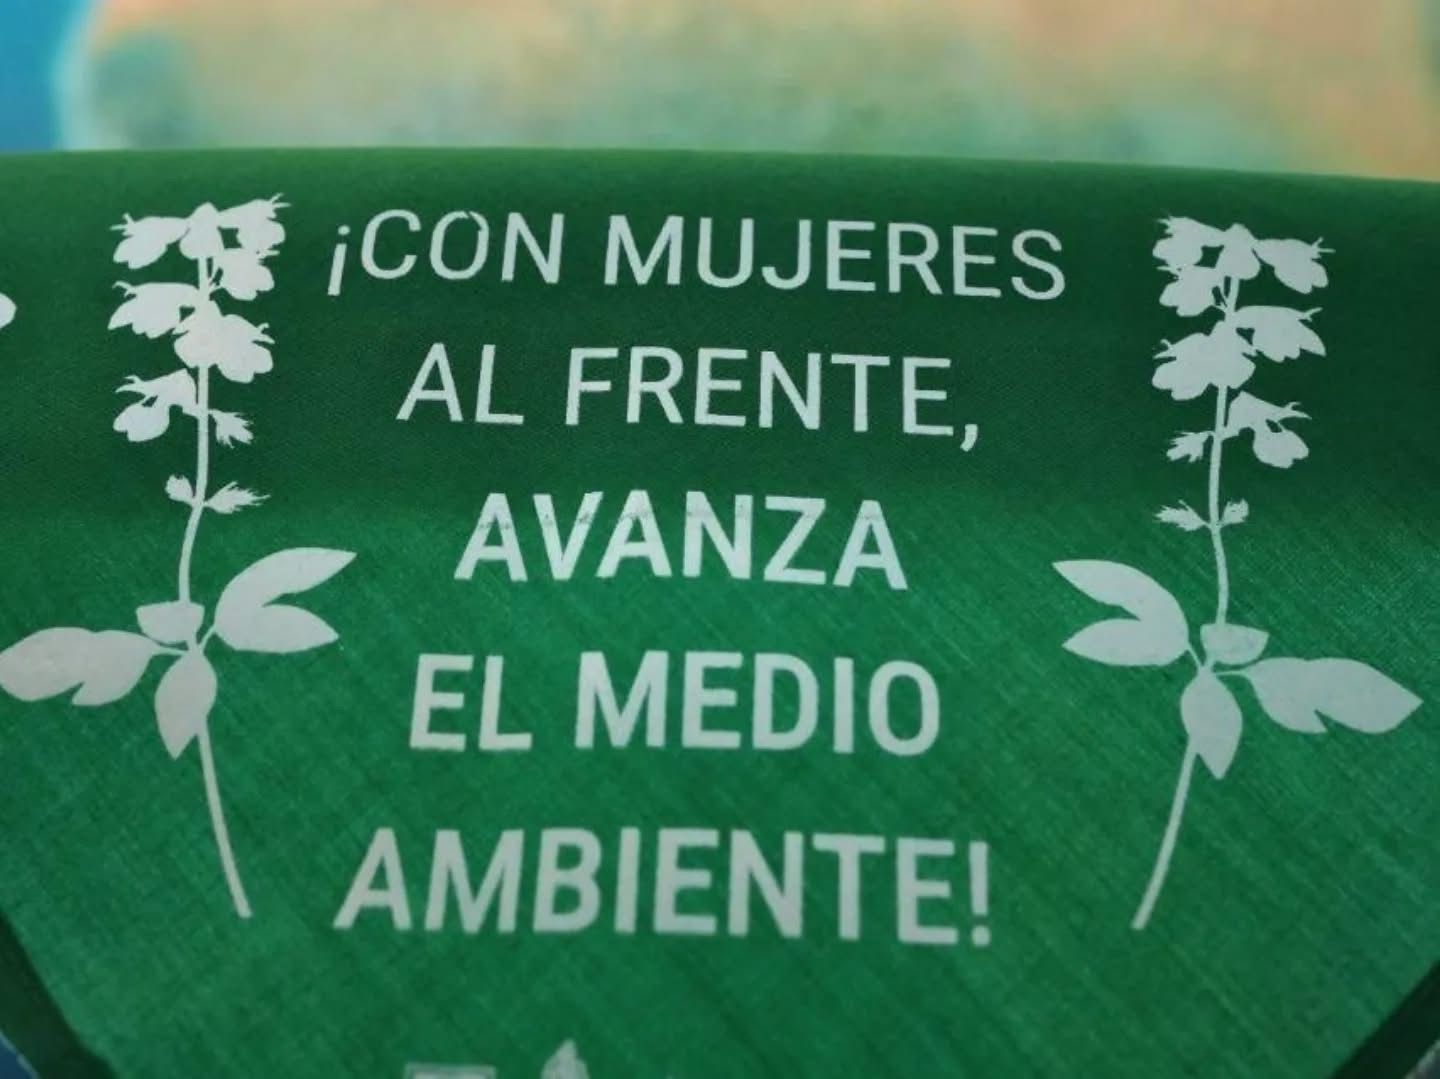 ¡CON MUJERES
AL FRENTE,
AVANZA
EL MEDIO
AMBIENTE!